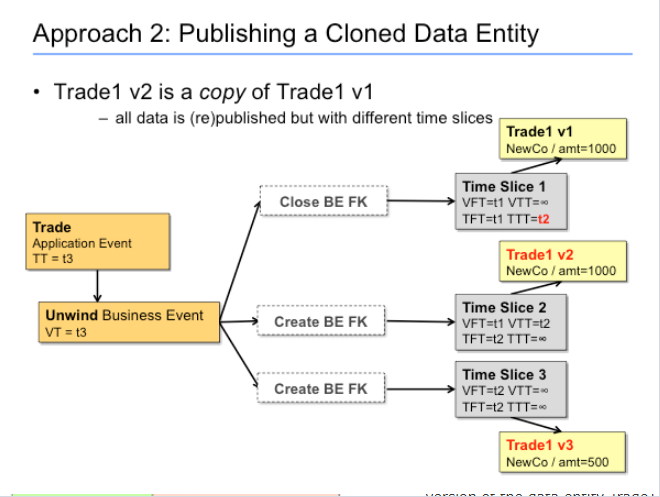 Approach 2: Publishing a Cloned Data Entity
• Trade1 v2 is a copy of Trade1 v1
– all data is (re)published but with different time slices
Trade1 v1
NewCo / amt=1000
Close BE FK
Time Slice 1
VFT=t1 VTT=∞
TFT=t1 TTT=t2
Trade
Application Event
TT = t3
Trade1 v2
NewCo / amt=1000
Unwind Business Event
VT = t3
Create BE FK
Time Slice 2
VFT=t1 VTT=t2
TFT=t2 TTT=∞
Create BE FK
Time Slice 3
VFT=t2 VTT=∞
TFT=t2 TTT=∞
Trade1 v3
NewCo / amt=500